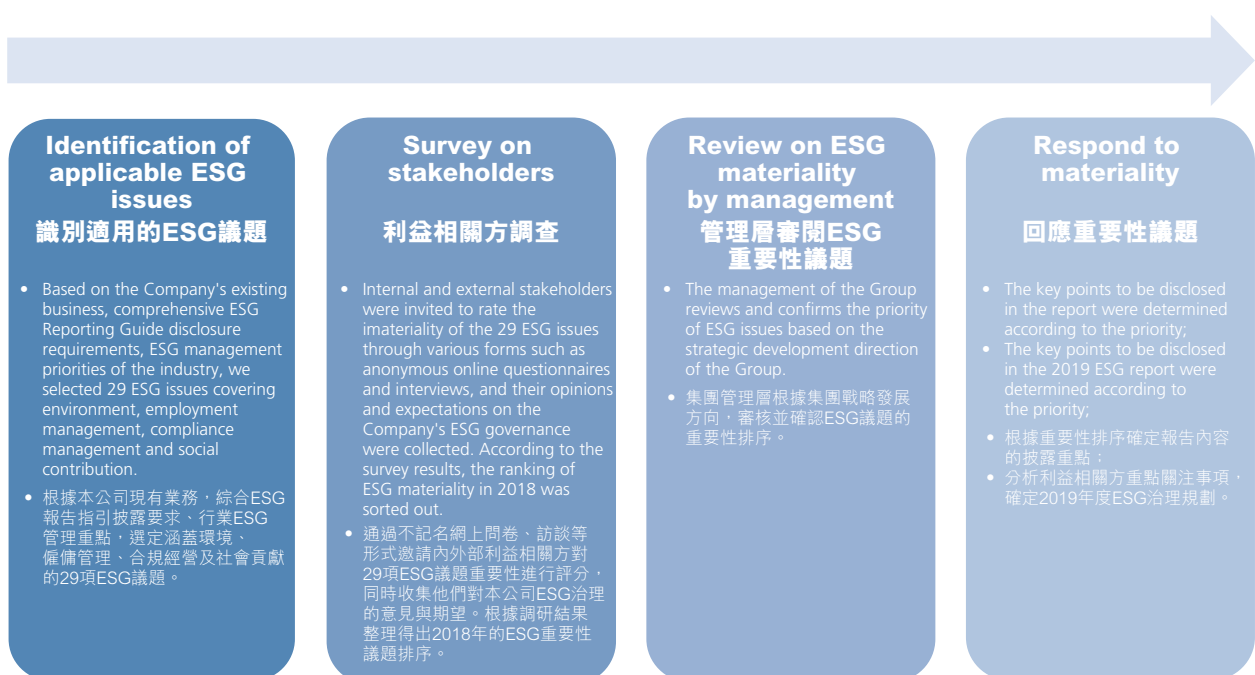 Identification of
applicable ESG
issues
識別適用的ESG議題
• Based on the Company's existing
business, comprehensive ESG
Reporting Guide disclosure
requirements, ESG management
priorities of the industry, we
selected 29 ESG issues covering
environment, employment
management, compliance
management and social
contribution.
• 根據本公司現有業務，綜合ESG
報告指引披露要求、行業ESG
管理重點，選定涵蓋環境、
僱傭管理、合規經營及社會貢獻
的29項ESG議題。
Survey on
stakeholders
利益相關方調查
• Internal and external stakeholders
were invited to rate the
imateriality of the 29 ESG issues
through various forms such as
anonymous online questionnaires
and interviews, and their opinions
and expectations on the
Company's ESG governance
were collected. According to the
survey results, the ranking of
ESG materiality in 2018 was
sorted out.
• 通過不記名網上問卷、訪談等
形式邀請內外部利益相關方對
29項ESG議題重要性進行評分，
同時收集他們對本公司ESG治理
的意見與期望。根據調研結果
整理得出2018年的ESG重要性
議題排序。
Review on ESG
materiality
by management
管理層審閱ESG
重要性議題
• The management of the Group
reviews and confirms the priority
of ESG issues based on the
strategic development direction
of the Group.
• 集團管理層根據集團戰略發展
方向，審核並確認ESG議題的
重要性排序。
Respond to
materiality
回應重要性議題
• The key points to be disclosed
in the report were determined
according to the priority;
• The key points to be disclosed
in the 2019 ESG report were
determined according to
the priority;
• 根據重要性排序確定報告內容
的披露重點；
• 分析利益相關方重點關注事項，
確定2019年度ESG治理規劃。